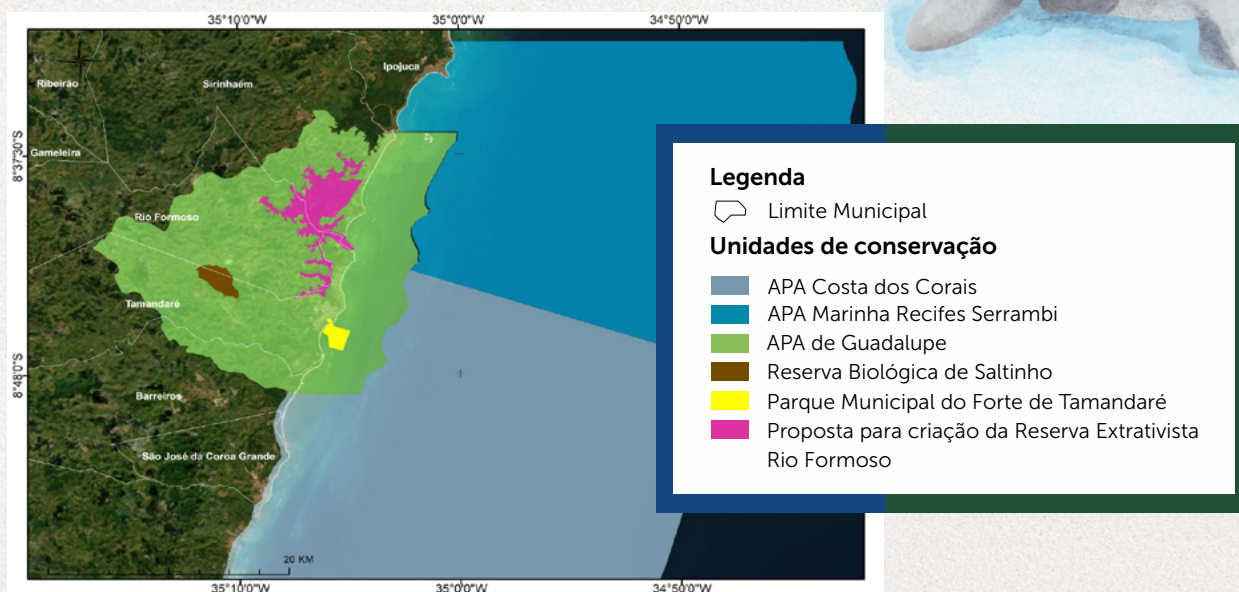 35°10'0"W 35°0'0"W 34°50'0"W
Ipojuca
Ribeirão
Sirinhaém
8°37'30"S
Gameleira
Rio Formoso
Tamandaré
8°48'0"S
Barreiros
São José da Coroa Grande
20 KM
35°10'0"W 35°0'0"W 34°50'0"W
Legenda
Limite Municipal
Unidades de conservação
APA Costa dos Corais
APA Marinha Recifes Serrambi
APA de Guadalupe
Reserva Biológica de Saltinho
Parque Municipal do Forte de Tamandaré
Proposta para criação da Reserva Extrativista
Rio Formoso